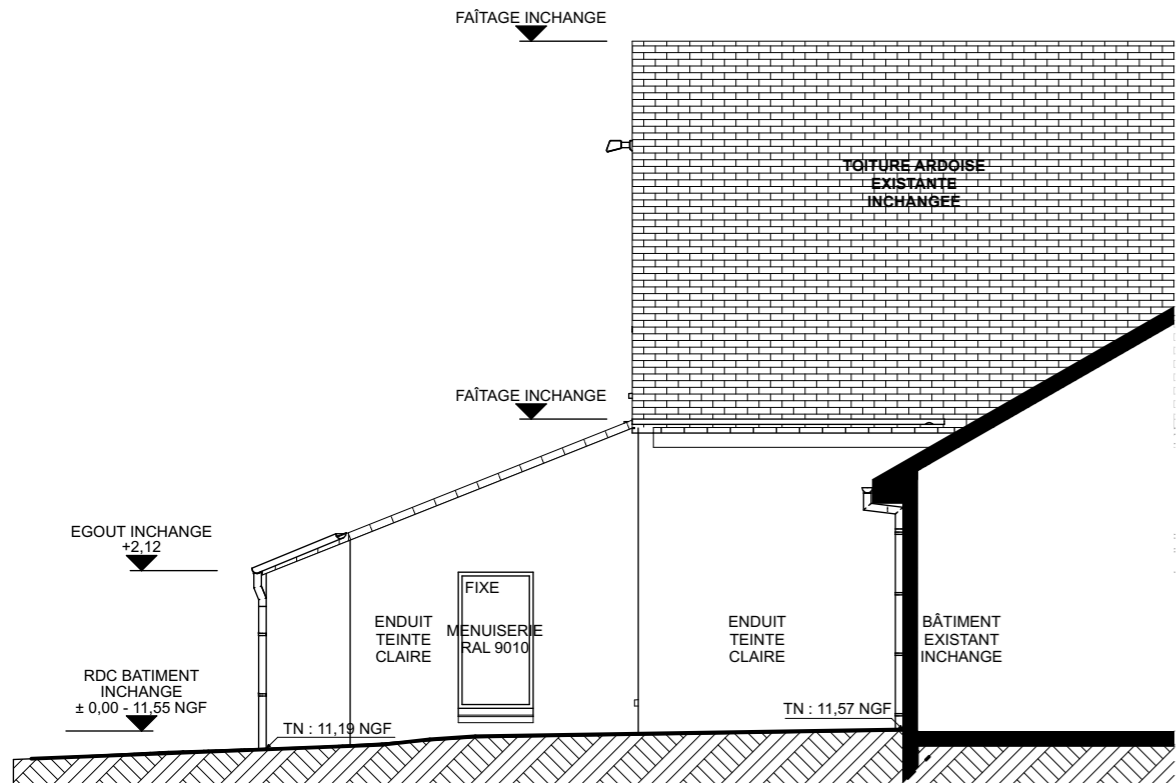 FAÎTAGE INCHANGE
TOITURE ARDOISE
EXISTANTE
INCHANGEE
FAÎTAGE INCHANGE
EGOUT INCHANGE
+2,12
FIXE
MENUISERIE
RAL 9010
ENDUIT
TEINTE
CLAIRE
ENDUIT
TEINTE
CLAIRE
BÂTIMENT
EXISTANT
INCHANGE
RDC BATIMENT
INCHANGE
± 0,00 - 11,55 NGF
TN : 11,19 NGF
TN : 11,57 NGF